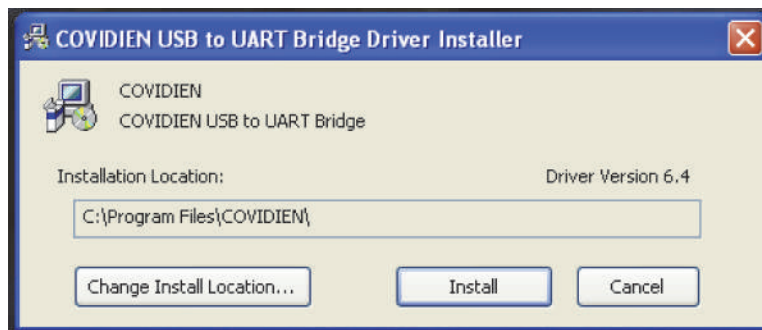 COVIDIEN USB to UART Bridge Driver Installer
COVIDIEN
COVIDIEN USB to UART Bridge
Installation Location:
Driver Version 6.4
C:\Program Files\COVIDIEN\
Change Install Location...
Install
Cancel